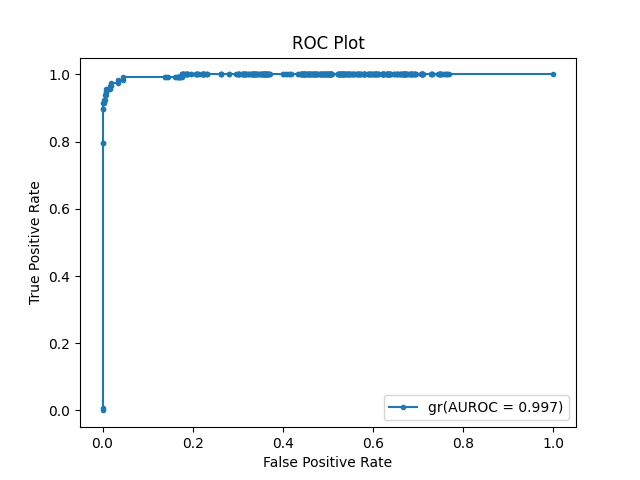 ROC Plot
1.0
0.8
0.6
0.4
0.2
0.0
True Positive Rate
gr(AUROC = 0.997)
0.0 0.2 0.4 0.6 0.8 1.0
False Positive Rate